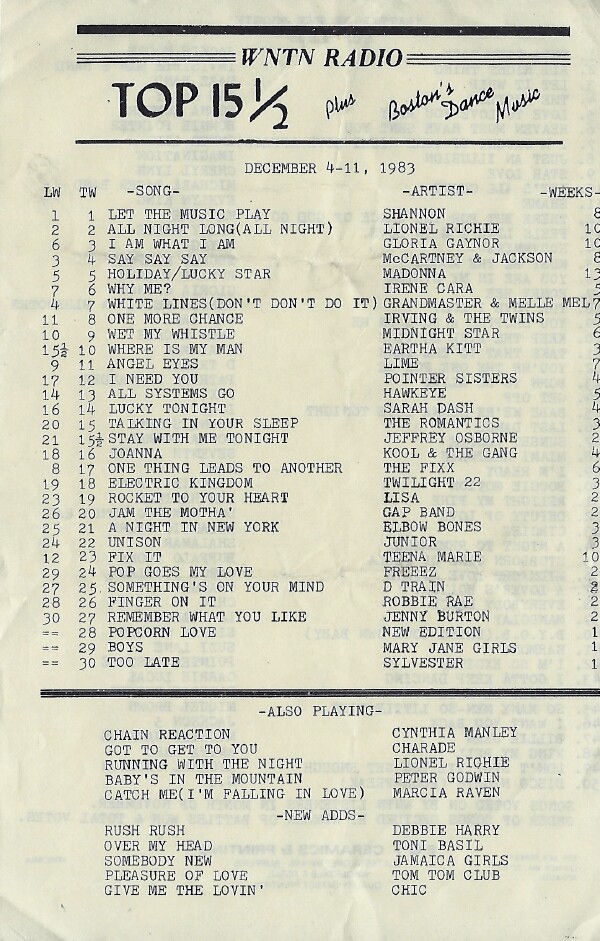 WNTN RADIO
TOP 15 1/2 plus Boston's Dance Music
DECEMBER 4-11, 1983
LW TW -SONG- -ARTIST- -WEEKS-
1 1 LET THE MUSIC PLAY SHANNON 8
2 2 ALL NIGHT LONG(ALL NIGHT) LIONEL RICHIE 10
6 3 I AM WHAT I AM GLORIA GAYNOR 10
3 4 SAY SAY SAY McCARTNEY & JACKSON 8
5 5 HOLIDAY/LUCKY STAR MADONNA 13
7 6 WHY ME? IRENE CARA 5
4 7 WHITE LINES(DON'T DON'T DO IT) GRANDMASTER & MELLE MEL 7
11 8 ONE MORE CHANCE IRVING & THE TWINS 5
10 9 WET MY WHISTLE MIDNIGHT STAR 6
15½ 10 WHERE IS MY MAN EARTHA KITT 3
9 11 ANGEL EYES LIME 7
17 12 I NEED YOU POINTER SISTERS 4
14 13 ALL SYSTEMS GO HAWKEYE 5
16 14 LUCKY TONIGHT SARAH DASH 4
20 15 TALKING IN YOUR SLEEP THE ROMANTICS 3
21 15½ STAY WITH ME TONIGHT JEFFREY OSBORNE 2
18 16 JOANNA KOOL & THE GANG 4
8 17 ONE THING LEADS TO ANOTHER THE FIXX 6
19 18 ELECTRIC KINGDOM TWILIGHT 22 3
23 19 ROCKET TO YOUR HEART LISA 2
26 20 JAM THE MOTHA' GAP BAND 2
25 21 A NIGHT IN NEW YORK ELBOW BONES 3
24 22 UNISON JUNIOR 3
12 23 FIX IT TEENA MARIE 10
29 24 POP GOES MY LOVE FREEEZ 2
27 25 SOMETHING'S ON YOUR MIND D TRAIN 2
28 26 FINGER ON IT ROBBIE RAE 2
30 27 REMEMBER WHAT YOU LIKE JENNY BURTON 2
== 28 POPCORN LOVE NEW EDITION 1
== 29 BOYS MARY JANE GIRLS 1
== 30 TOO LATE SYLVESTER 1
-ALSO PLAYING-
CHAIN REACTION CYNTHIA MANLEY
GOT TO GET TO YOU CHARADE
RUNNING WITH THE NIGHT LIONEL RICHIE
BABY'S IN THE MOUNTAIN PETER GODWIN
CATCH ME(I'M FALLING IN LOVE) MARCIA RAVEN
-NEW ADDS-
RUSH RUSH DEBBIE HARRY
OVER MY HEAD TONI BASIL
SOMEBODY NEW JAMAICA GIRLS
PLEASURE OF LOVE TOM TOM CLUB
GIVE ME THE LOVIN' CHIC